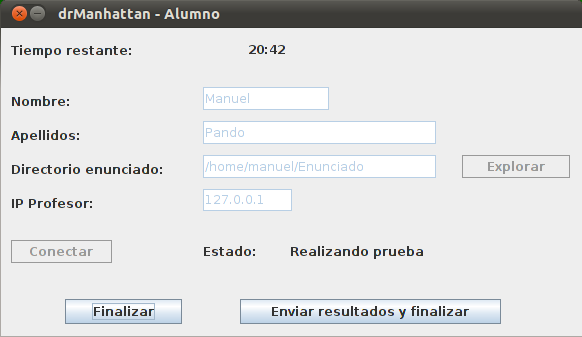 drManhattan - Alumno
Tiempo restante: 20:42
Nombre: Manuel
Apellidos: Pando
Directorio enunciado: /home/manuel/Enunciado Explorar
IP Profesor: 127.0.0.1
Conectar Estado: Realizando prueba
Finalizar Enviar resultados y finalizar